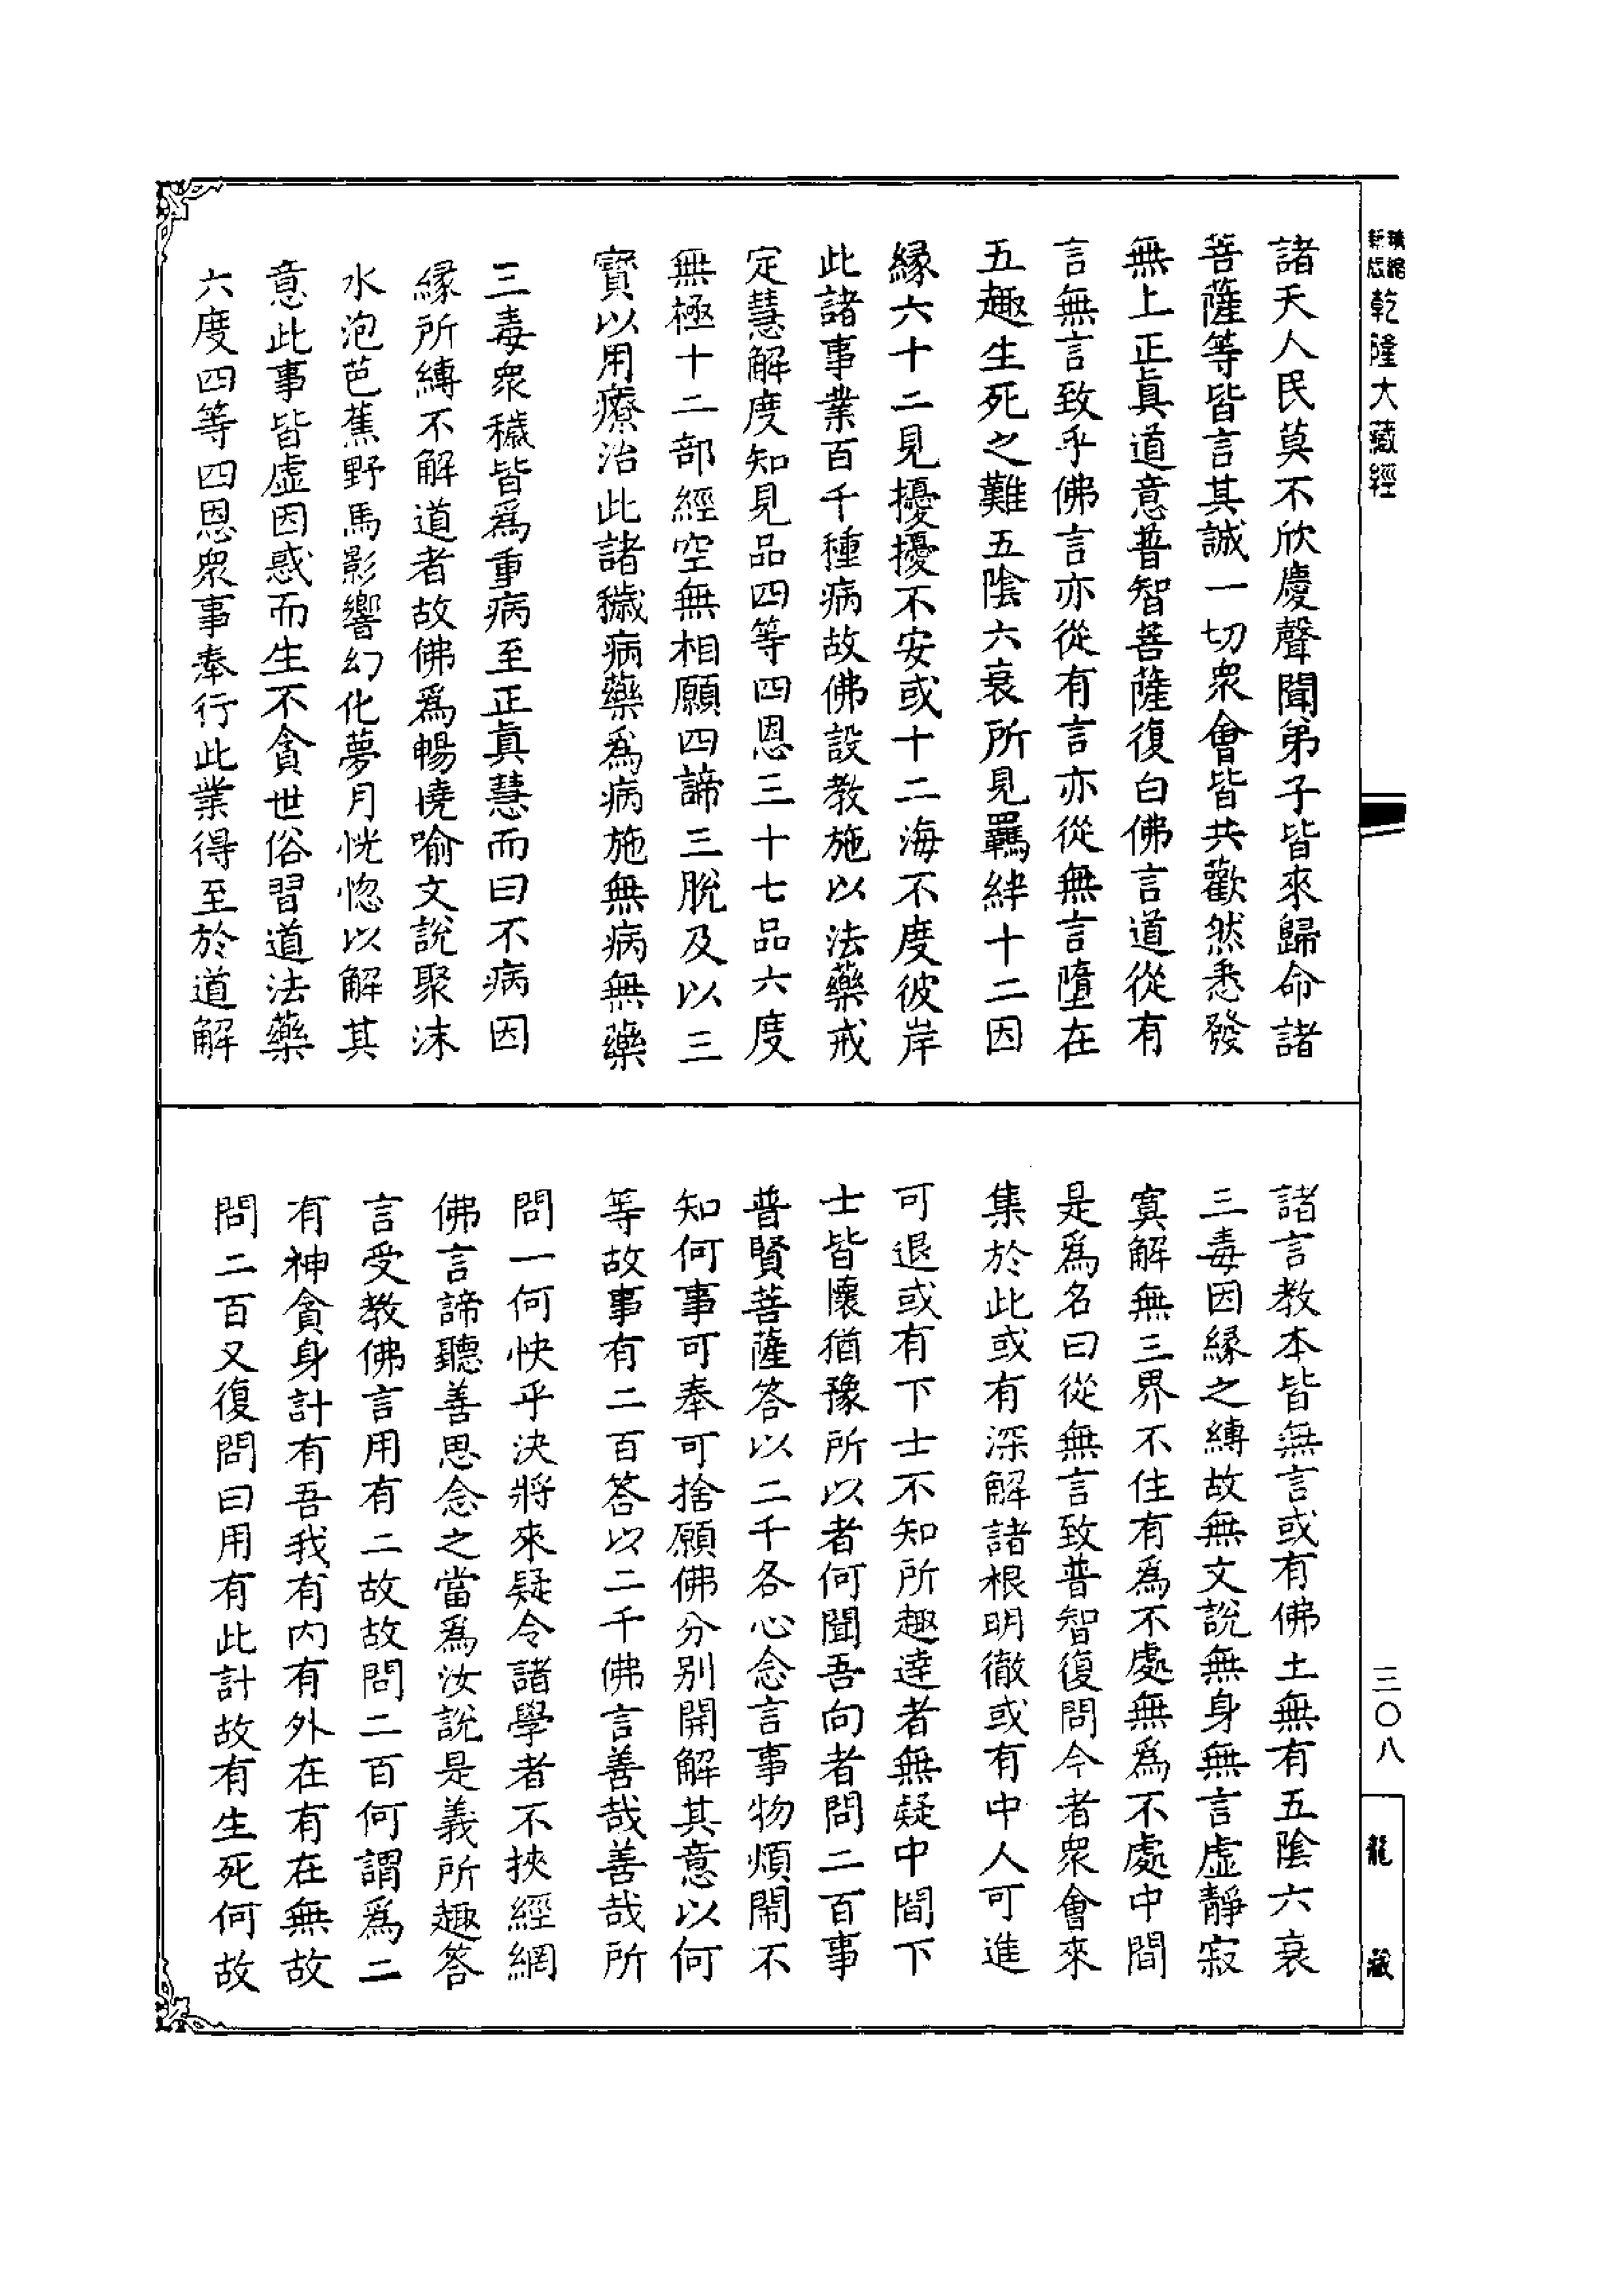 諸天人民莫不欣慶聲聞弟子皆來歸命諸
菩薩等皆言其誠一切衆會皆共歡然悉發
無上正眞道意普智菩薩復白佛言道從有
言無言致乎佛言亦從有言亦從無言墮在
五趣生死之難五陰六衰所見羈絆十二因
緣六十二見擾擾不安或十二海不度彼岸
此諸事業百千種病故佛設教施以法藥戒
定慧解度知見品四等四恩三十七品六度
無極十二部經空無相願四諦三脫及以三
寶以用療治此諸穢病藥爲病施無病無藥
三毒衆穢皆爲重病至正眞慧而曰不病因
緣所縛不解道者故佛爲暢曉喻文說聚沫
水泡芭蕉野馬影響幻化夢月恍惚以解其
意此事皆虛因惑而生不貪世俗習道法藥
六度四等四恩衆事奉行此業得至於道解
諸言教本皆無言或有佛土無有五陰六衰
三毒因緣之縛故無文說無身無言虛靜寂
寞解無三界不住有爲不處無爲不處中間
是爲名曰從無言致普智復問今者衆會來
集於此或有深解諸根明徹或有中人可進
可退或有下士不知所趣達者無疑中間下
士皆懷猶豫所以者何聞吾向者問二百事
普賢菩薩答以二千各心念言事物煩鬧不
知何事可奉可捨願佛分別開解其意以何
等故事有二百答以二千佛言善哉善哉所
問一何快乎決將來疑令諸學者不挾經網
佛言諦聽善思念之當爲汝說是義所趣答
言受教佛言用有二故故問二百何謂爲二
有神貪身計有吾我有內有外在有在無故
問二百又復問曰用有此計故有生死何故
新版精縮
乾隆大藏經
三〇八
龍藏